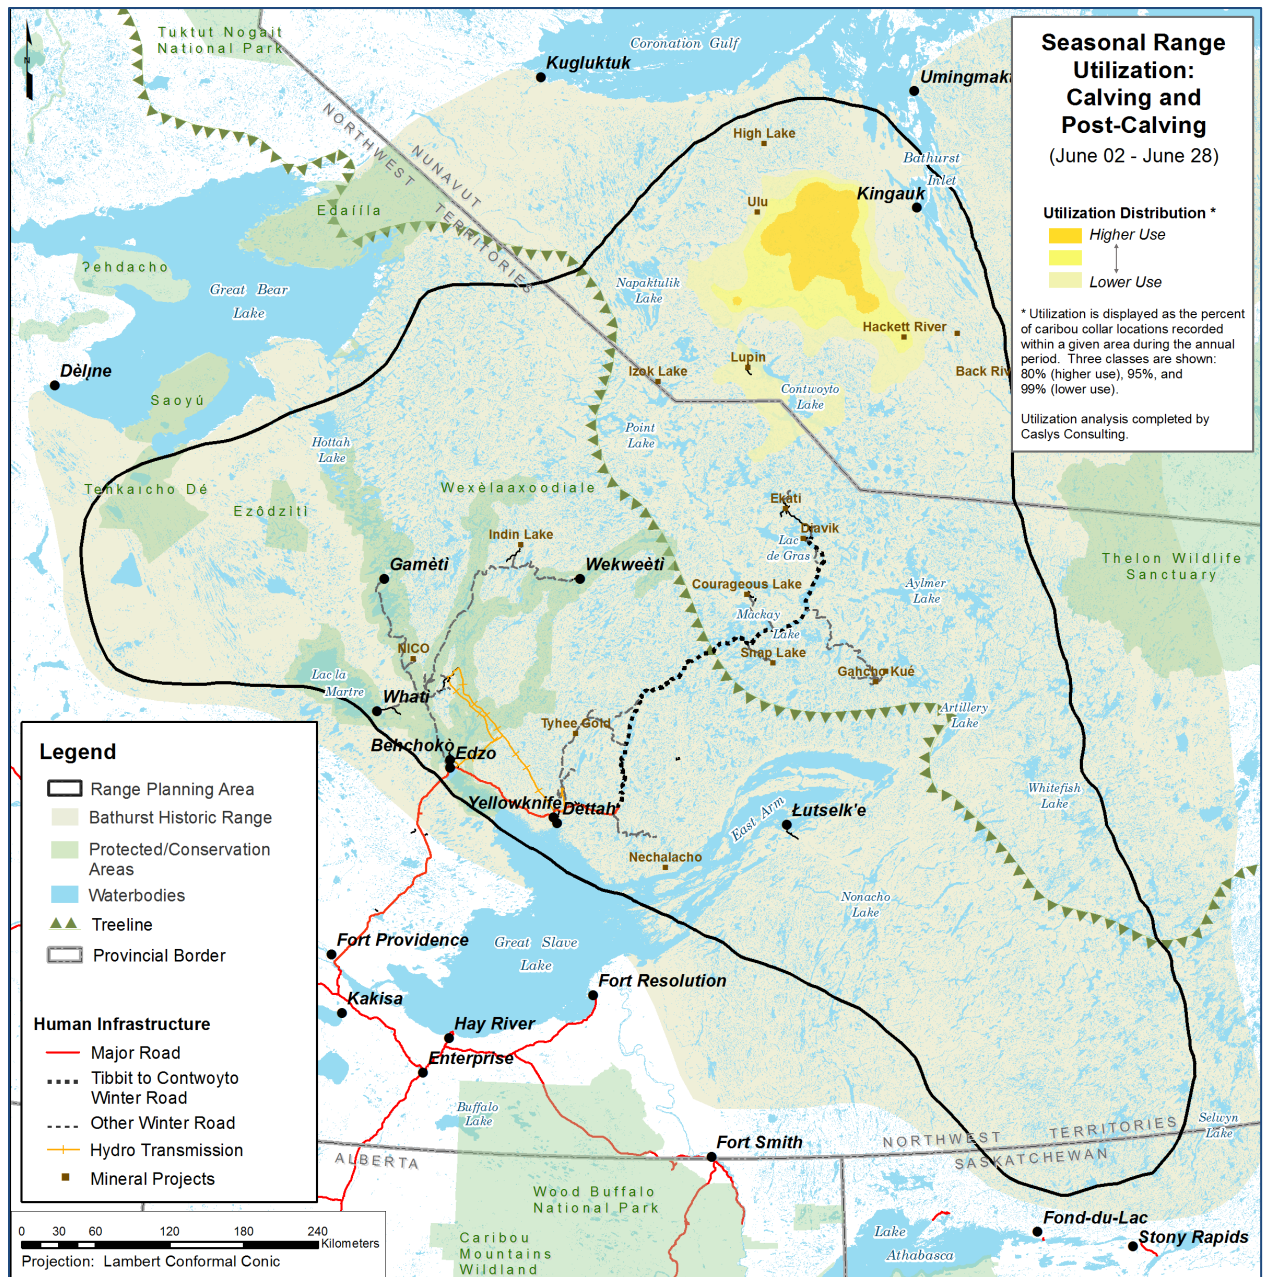 Seasonal Range
Utilization:
Calving and
Post-Calving
(June 02 - June 28)
Utilization Distribution *
Higher Use
Lower Use
* Utilization is displayed as the percent
of caribou collar locations recorded
within a given area during the annual
period. Three classes are shown:
80% (higher use), 95%, and
99% (lower use).
Utilization analysis completed by
Caslys Consulting.
N
Tuktut Nogait
National Park
Coronation Gulf
Kugluktuk
Umingmakt
High Lake
NORTHWEST TERRITORIES
NUNAVUT
Bathurst
Inlet
Kingauk
Ulu
Edaííla
Ɂehdacho
Great Bear
Lake
Napaktulik
Lake
Hackett River
Lupin
Izok Lake
Back Riv
Dèlı̨ne
Contwoyto
Lake
Saoyú
Hottah
Lake
Point
Lake
Wexèlaaxoodiale
Ezôdzìtì
Ekati
Diavik
Lac
de Gras
Indin Lake
Thelon Wildlife
Sanctuary
Gamètì
Wekweètì
Courageous Lake
Aylmer
Lake
Mackay
Lake
NICO
Snap Lake
Gahcho Kué
Lac la
Martre
Whatì
Artillery
Lake
Tyhee Gold
Behchokò
Edzo
Whitefish
Lake
Yellowknife
Dettah
East Arm
Łutselk'e
Nechalacho
Nonacho
Lake
Fort Providence
Great Slave
Lake
Fort Resolution
Kakisa
Hay River
Enterprise
Buffalo
Lake
Selwyn
Lake
Fort Smith
NORTHWEST TERRITORIES
SASKATCHEWAN
ALBERTA
Wood Buffalo
National Park
Caribou
Mountains
Wildland
Lake
Athabasca
Fond-du-Lac
Stony Rapids
Legend
Range Planning Area
Bathurst Historic Range
Protected/Conservation
Areas
Waterbodies
Treeline
Provincial Border
Human Infrastructure
Major Road
Tibbit to Contwoyto
Winter Road
Other Winter Road
Hydro Transmission
Mineral Projects
0 30 60 120 180 240
Kilometers
Projection: Lambert Conformal Conic